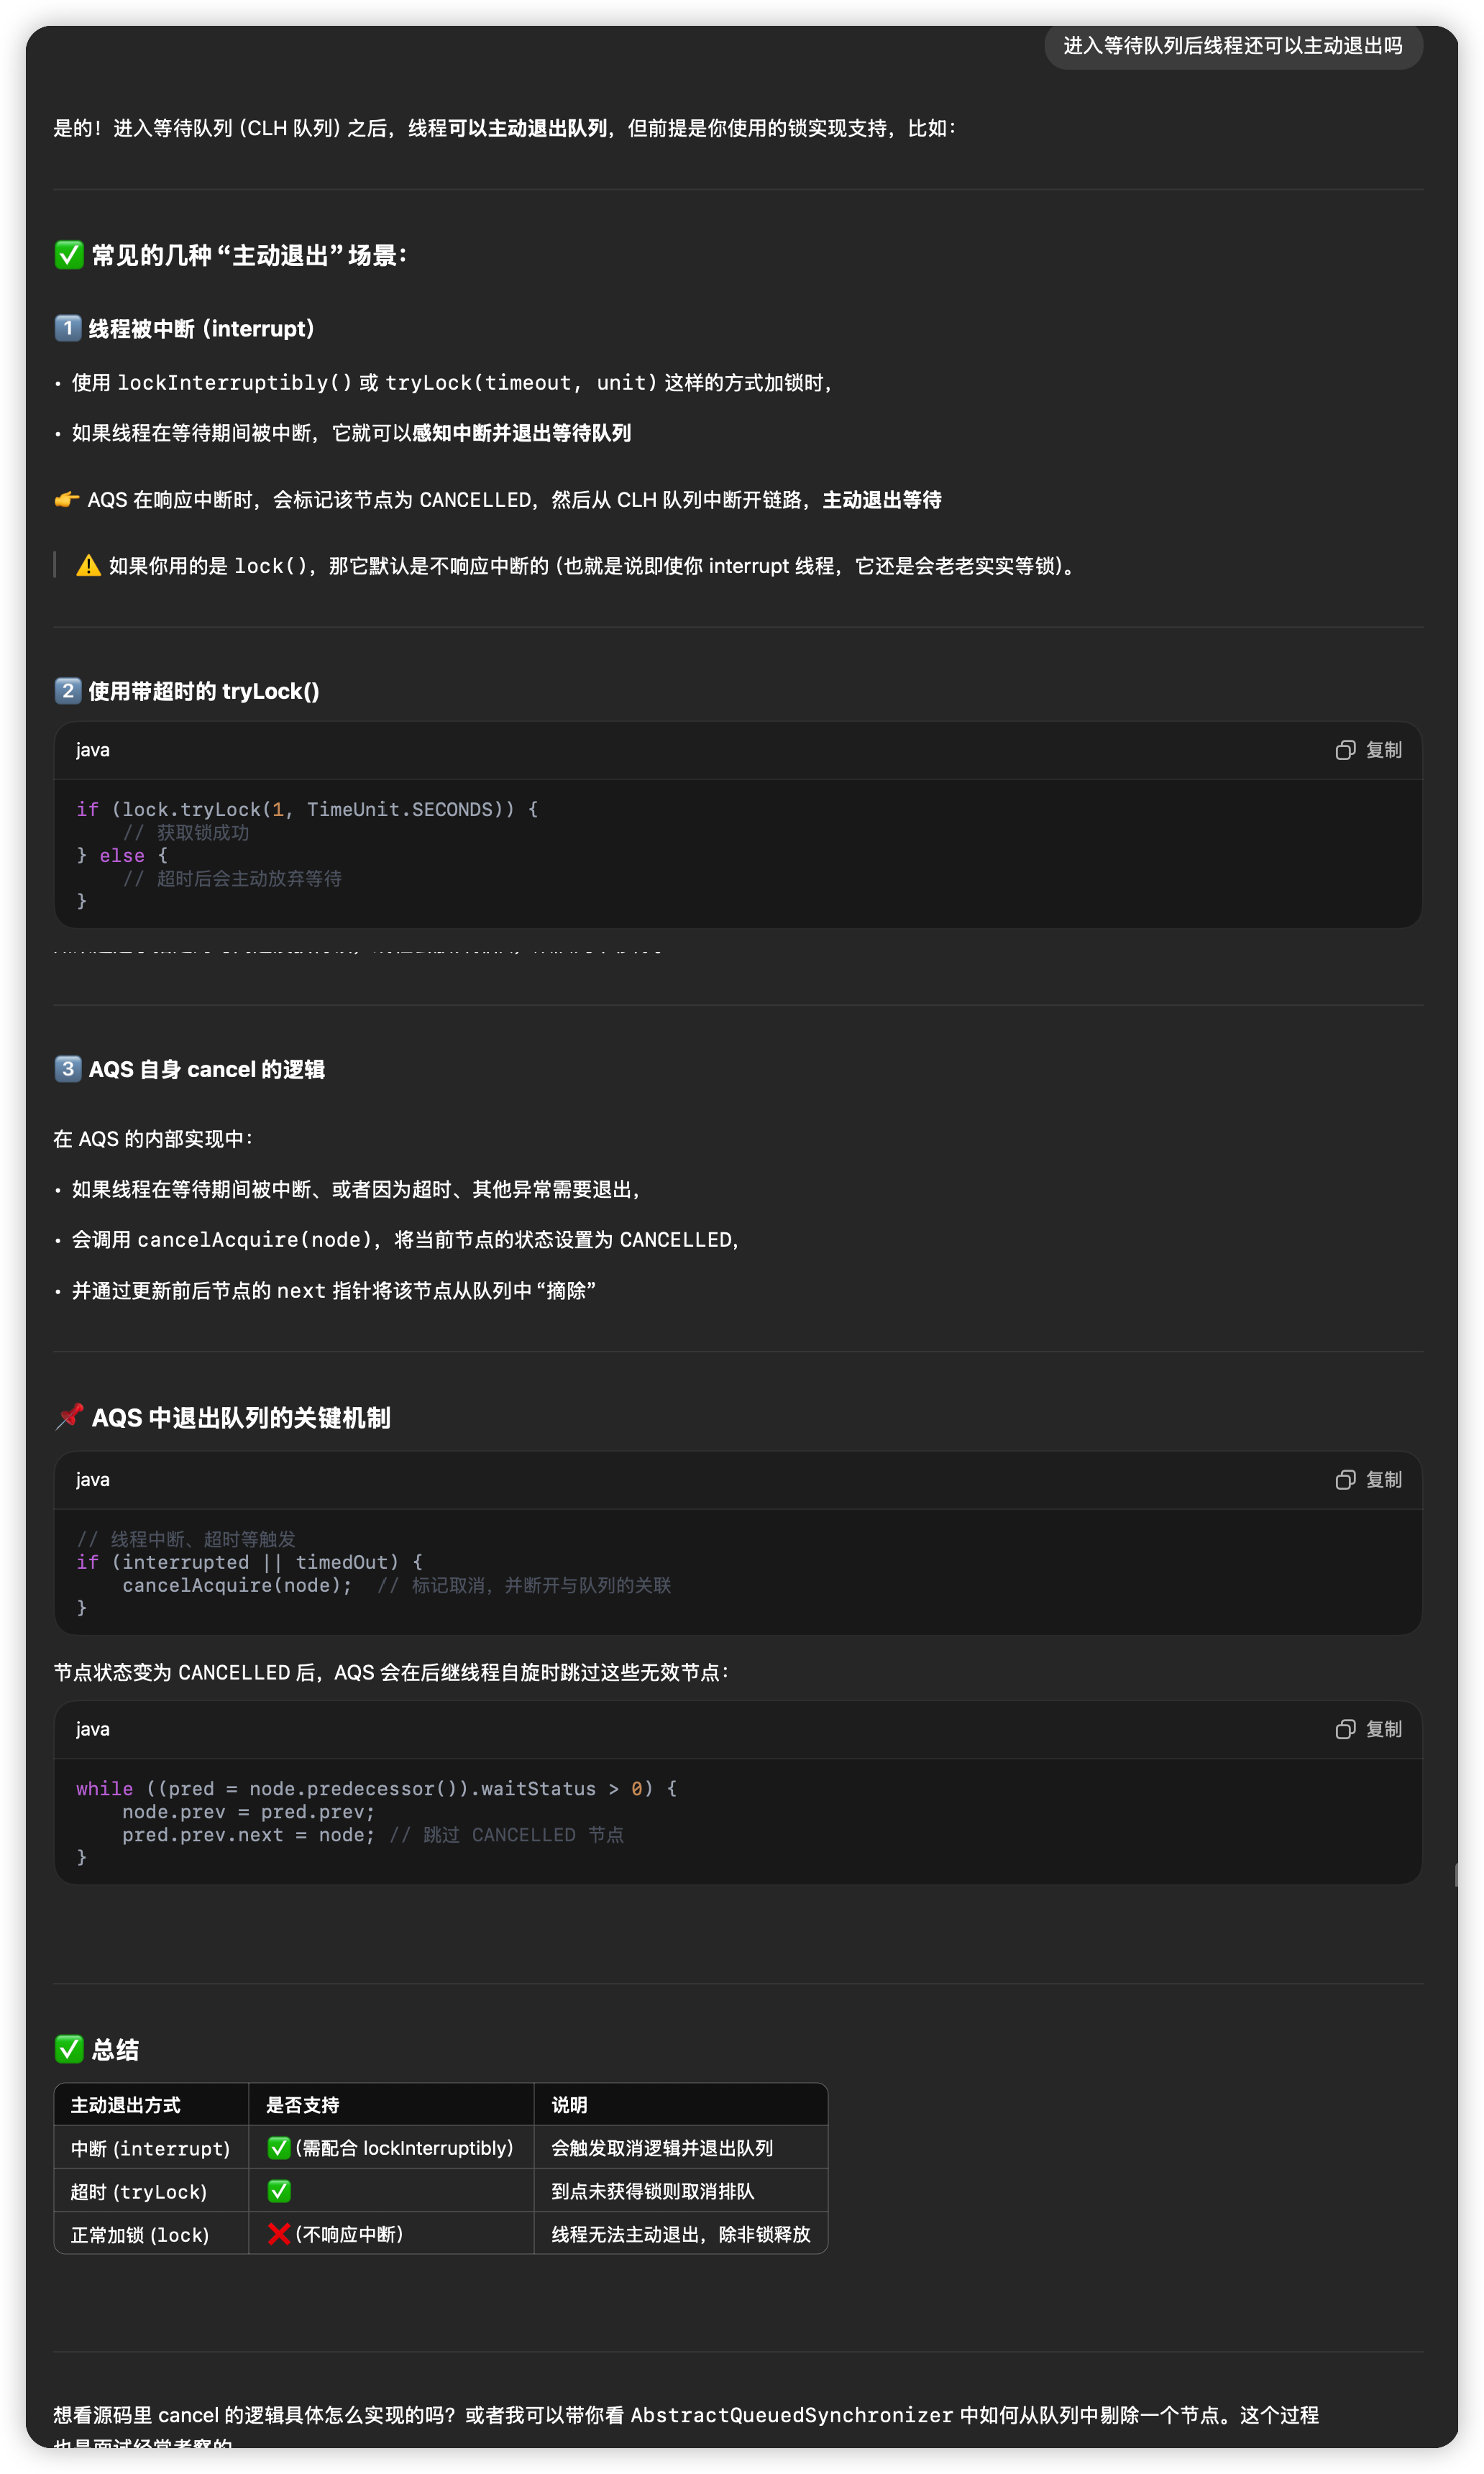 进入等待队列后线程还可以主动退出吗
是的！进入等待队列（CLH 队列）之后，线程可以主动退出队列，但前提是你使用的锁实现支持，比如：
✅ 常见的几种 “主动退出” 场景：
1️⃣ 线程被中断（interrupt）
• 使用 lockInterruptibly() 或 tryLock(timeout, unit) 这样的方式加锁时，
• 如果线程在等待期间被中断，它就可以感知中断并退出等待队列
👉 AQS 在响应中断时，会标记该节点为 CANCELLED，然后从 CLH 队列中断开链路，主动退出等待
⚠️ 如果你用的是 lock()，那它默认是不响应中断的（也就是说即使你 interrupt 线程，它还是会老老实实等锁）。
2️⃣ 使用带超时的 tryLock()
java
复制
if (lock.tryLock(1, TimeUnit.SECONDS)) {
    // 获取锁成功
} else {
    // 超时后会主动放弃等待
}
3️⃣ AQS 自身 cancel 的逻辑
在 AQS 的内部实现中：
• 如果线程在等待期间被中断、或者因为超时、其他异常需要退出，
• 会调用 cancelAcquire(node)，将当前节点的状态设置为 CANCELLED，
• 并通过更新前后节点的 next 指针将该节点从队列中 “摘除”
📌 AQS 中退出队列的关键机制
java
复制
// 线程中断、超时等触发
if (interrupted || timedOut) {
    cancelAcquire(node);  // 标记取消，并断开与队列的关联
}
节点状态变为 CANCELLED 后，AQS 会在后继线程自旋时跳过这些无效节点：
java
复制
while ((pred = node.predecessor()).waitStatus > 0) {
    node.prev = pred.prev;
    pred.prev.next = node; // 跳过 CANCELLED 节点
}
✅ 总结
主动退出方式 是否支持 说明
中断（interrupt） ✅（需配合 lockInterruptibly） 会触发取消逻辑并退出队列
超时（tryLock） ✅ 到点未获得锁则取消排队
正常加锁（lock） ❌（不响应中断） 线程无法主动退出，除非锁释放
想看源码里 cancel 的逻辑具体怎么实现的吗？或者我可以带你看 AbstractQueuedSynchronizer 中如何从队列中剔除一个节点。这个过程
也是面试经常考察的